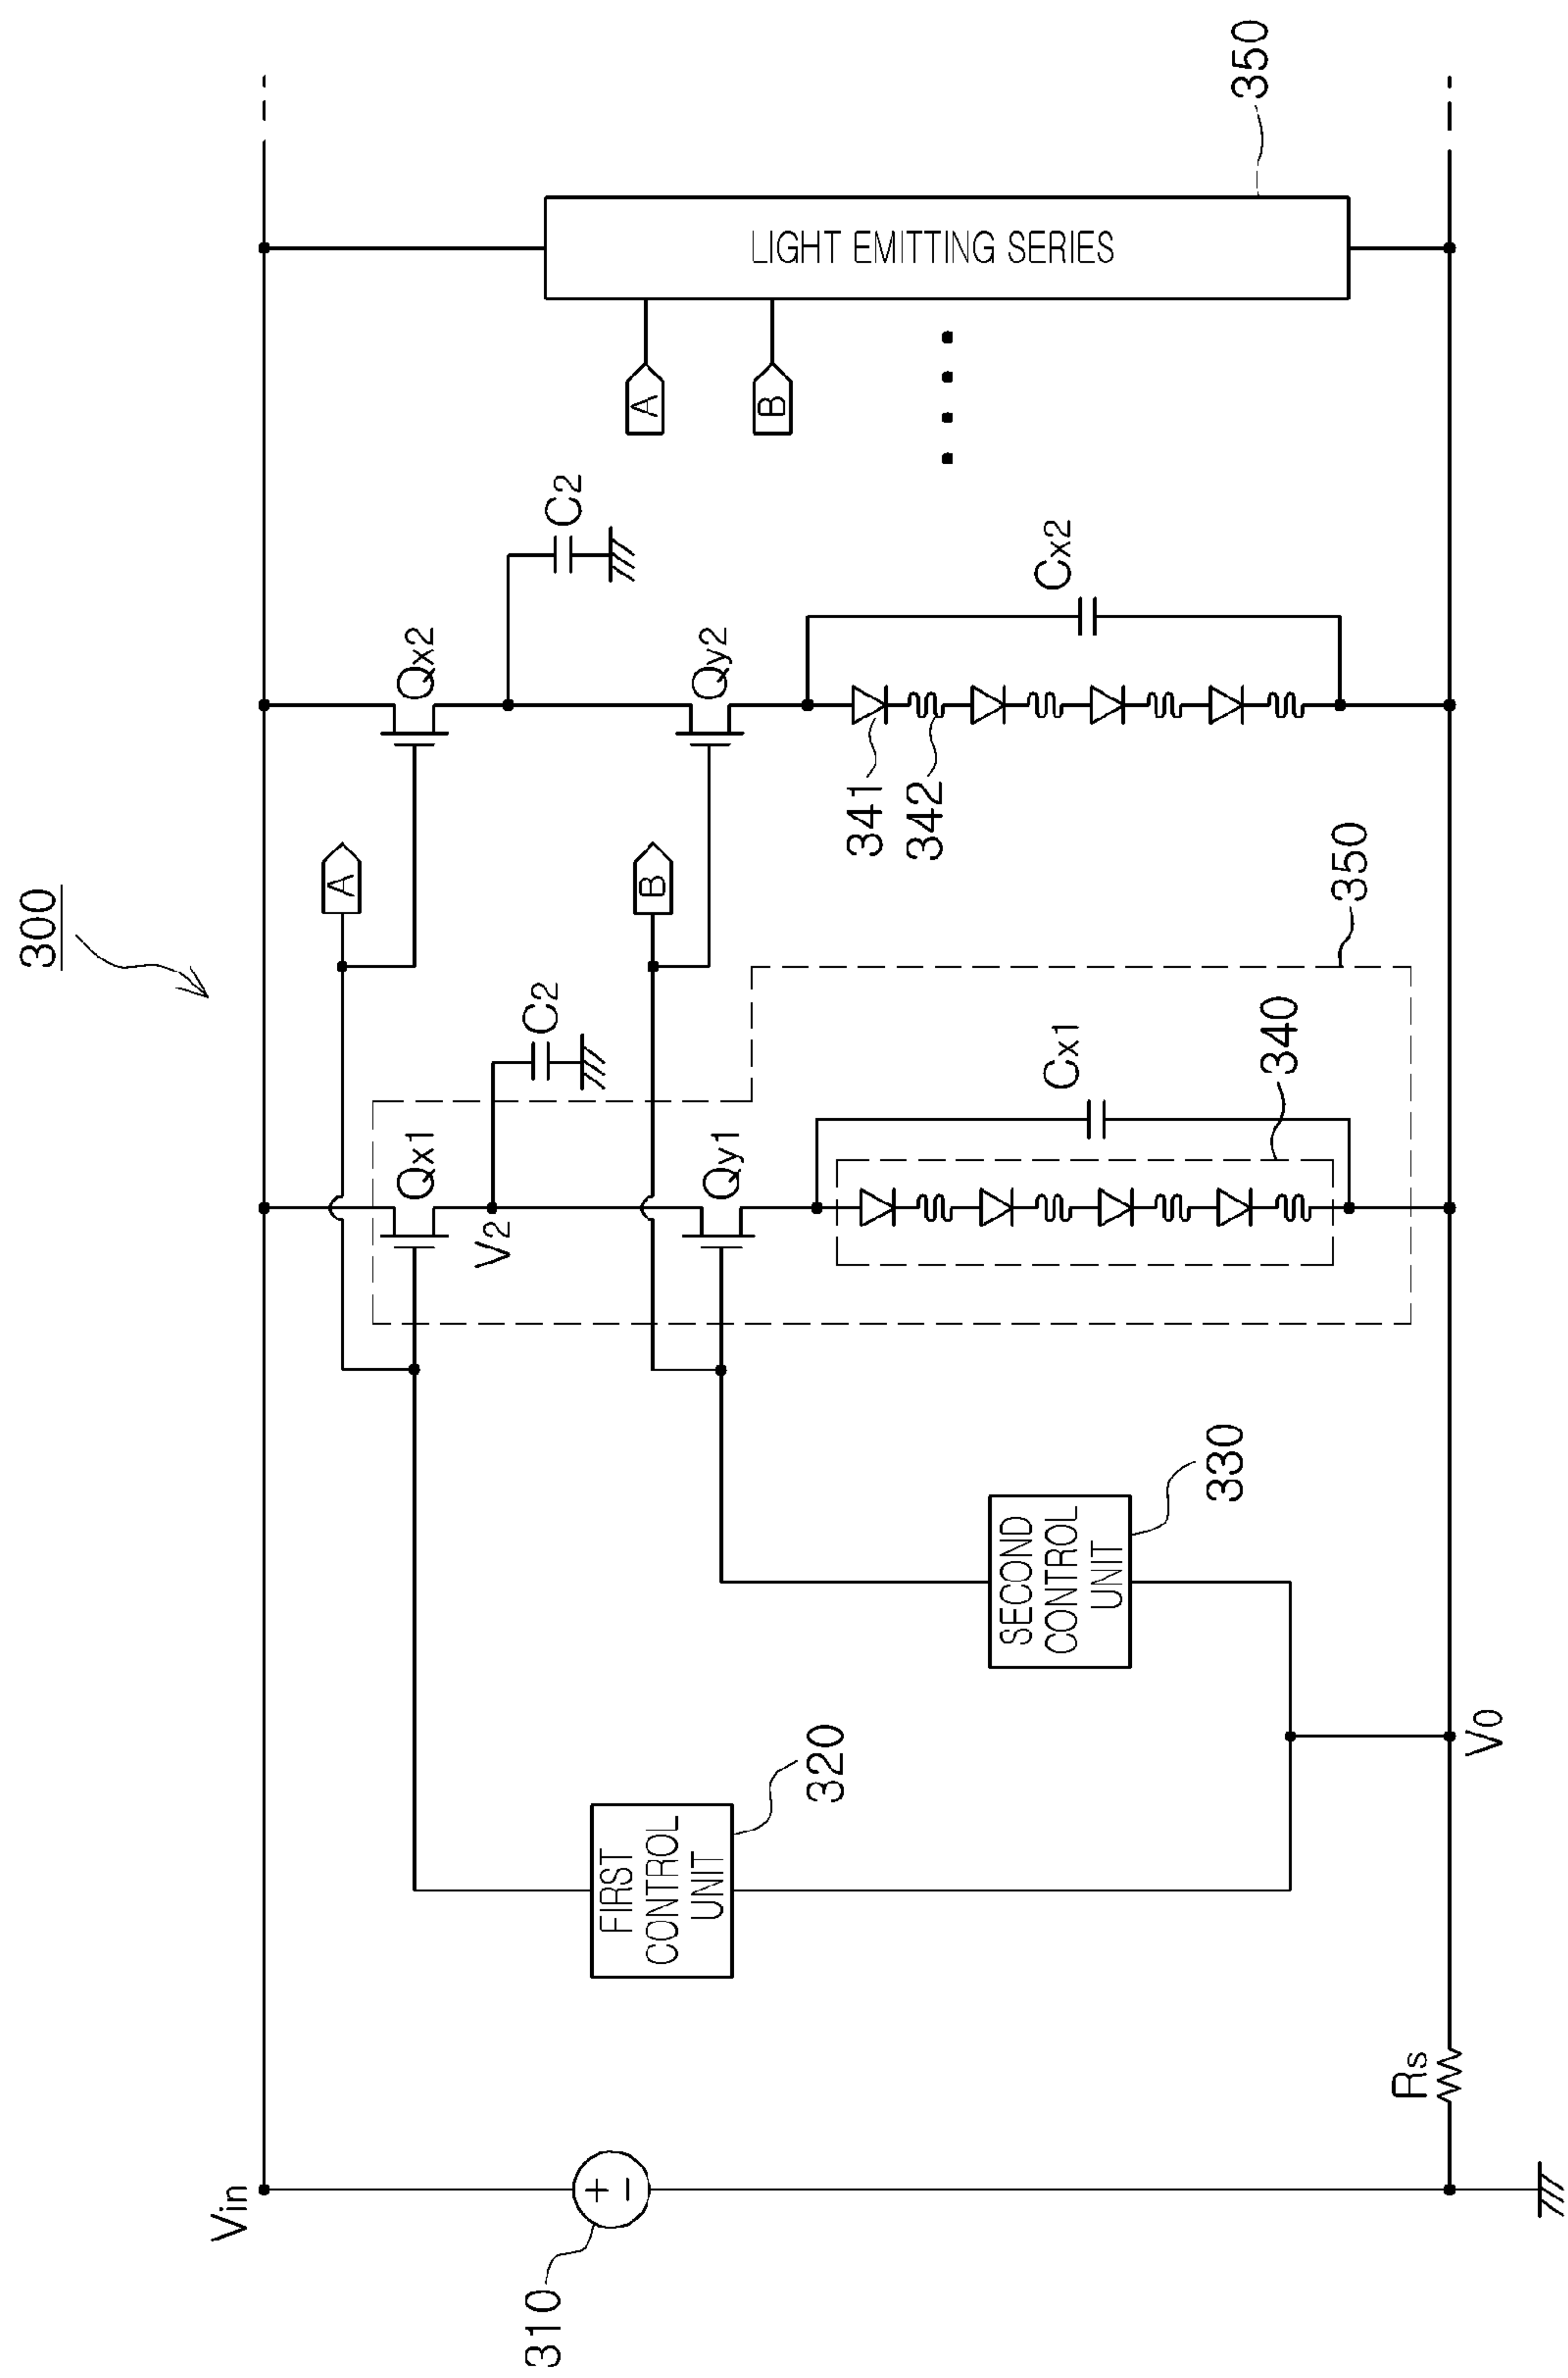 300
Vin
310
FIRST
CONTROL
UNIT
320
SECOND
CONTROL
UNIT
330
Rs
V0
A
B
Qx1
V2
C2
Qy1
Cx1
340
350
Qx2
C2
Qy2
Cx2
341
342
A
B
LIGHT EMITTING SERIES
350